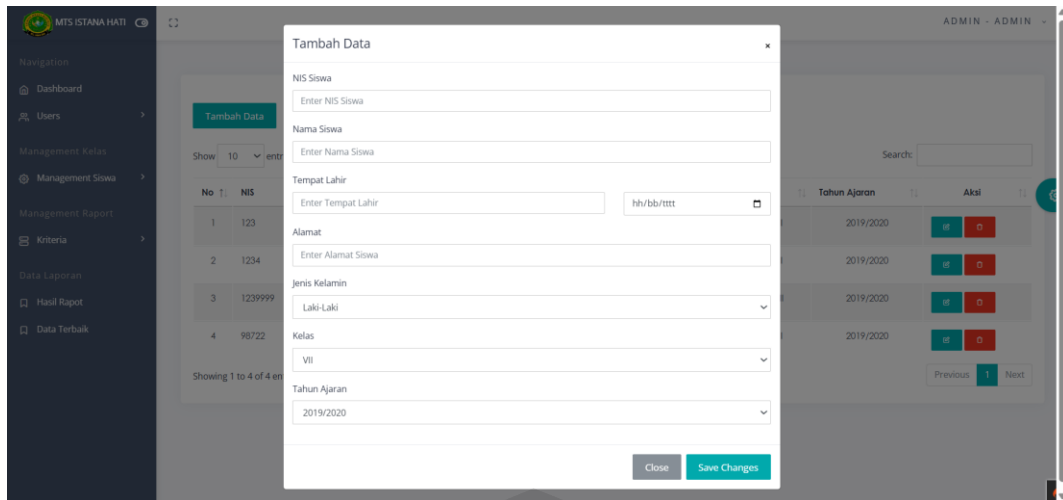 MTS ISTANA HATI
ADMIN - ADMIN
Navigation
Dashboard
Users
Management Kelas
Management Siswa
Management Raport
Kriteria
Data Laporan
Hasil Rapot
Data Terbaik
Tambah Data
Show 10
Search:
No NIS Tahun Ajaran Aksi
1 123 2019/2020
2 1234 2019/2020
3 1239999 2019/2020
4 98722 2019/2020
Showing 1 to 4 of 4
Previous 1 Next
Tambah Data
NIS Siswa
Enter NIS Siswa
Nama Siswa
Enter Nama Siswa
Tempat Lahir
Enter Tempat Lahir hh/bb/tttt
Alamat
Enter Alamat Siswa
Jenis Kelamin
Laki-Laki
Kelas
VII
Tahun Ajaran
2019/2020
Close Save Changes